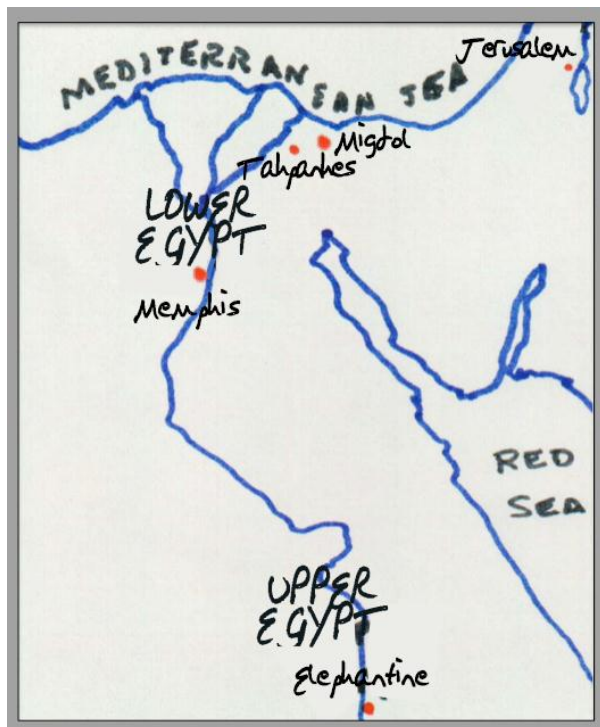 Jerusalem
MEDITERRANEAN SEA
Migdol
Tahpanhes
LOWER
EGYPT
Memphis
RED
SEA
UPPER
EGYPT
Elephantine